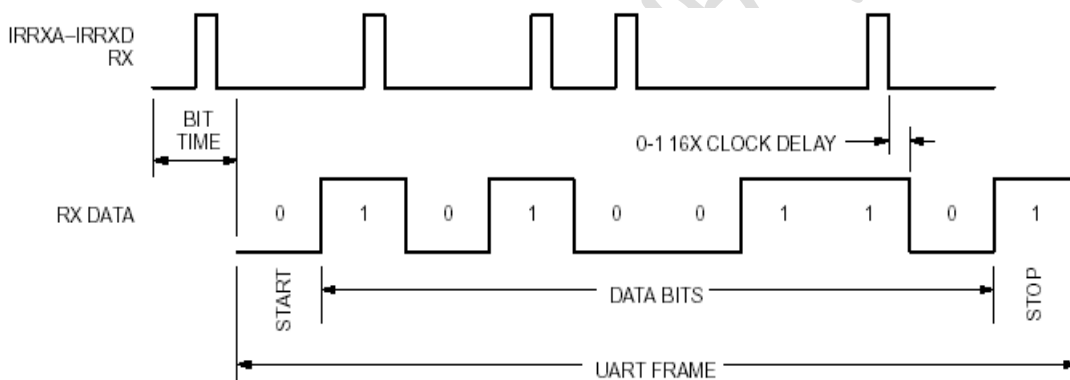 IRRXA–IRRXD
RX
BIT
TIME
0-1 16X CLOCK DELAY
RX DATA
0 1 0 1 0 0 1 1 0 1
START
DATA BITS
STOP
UART FRAME